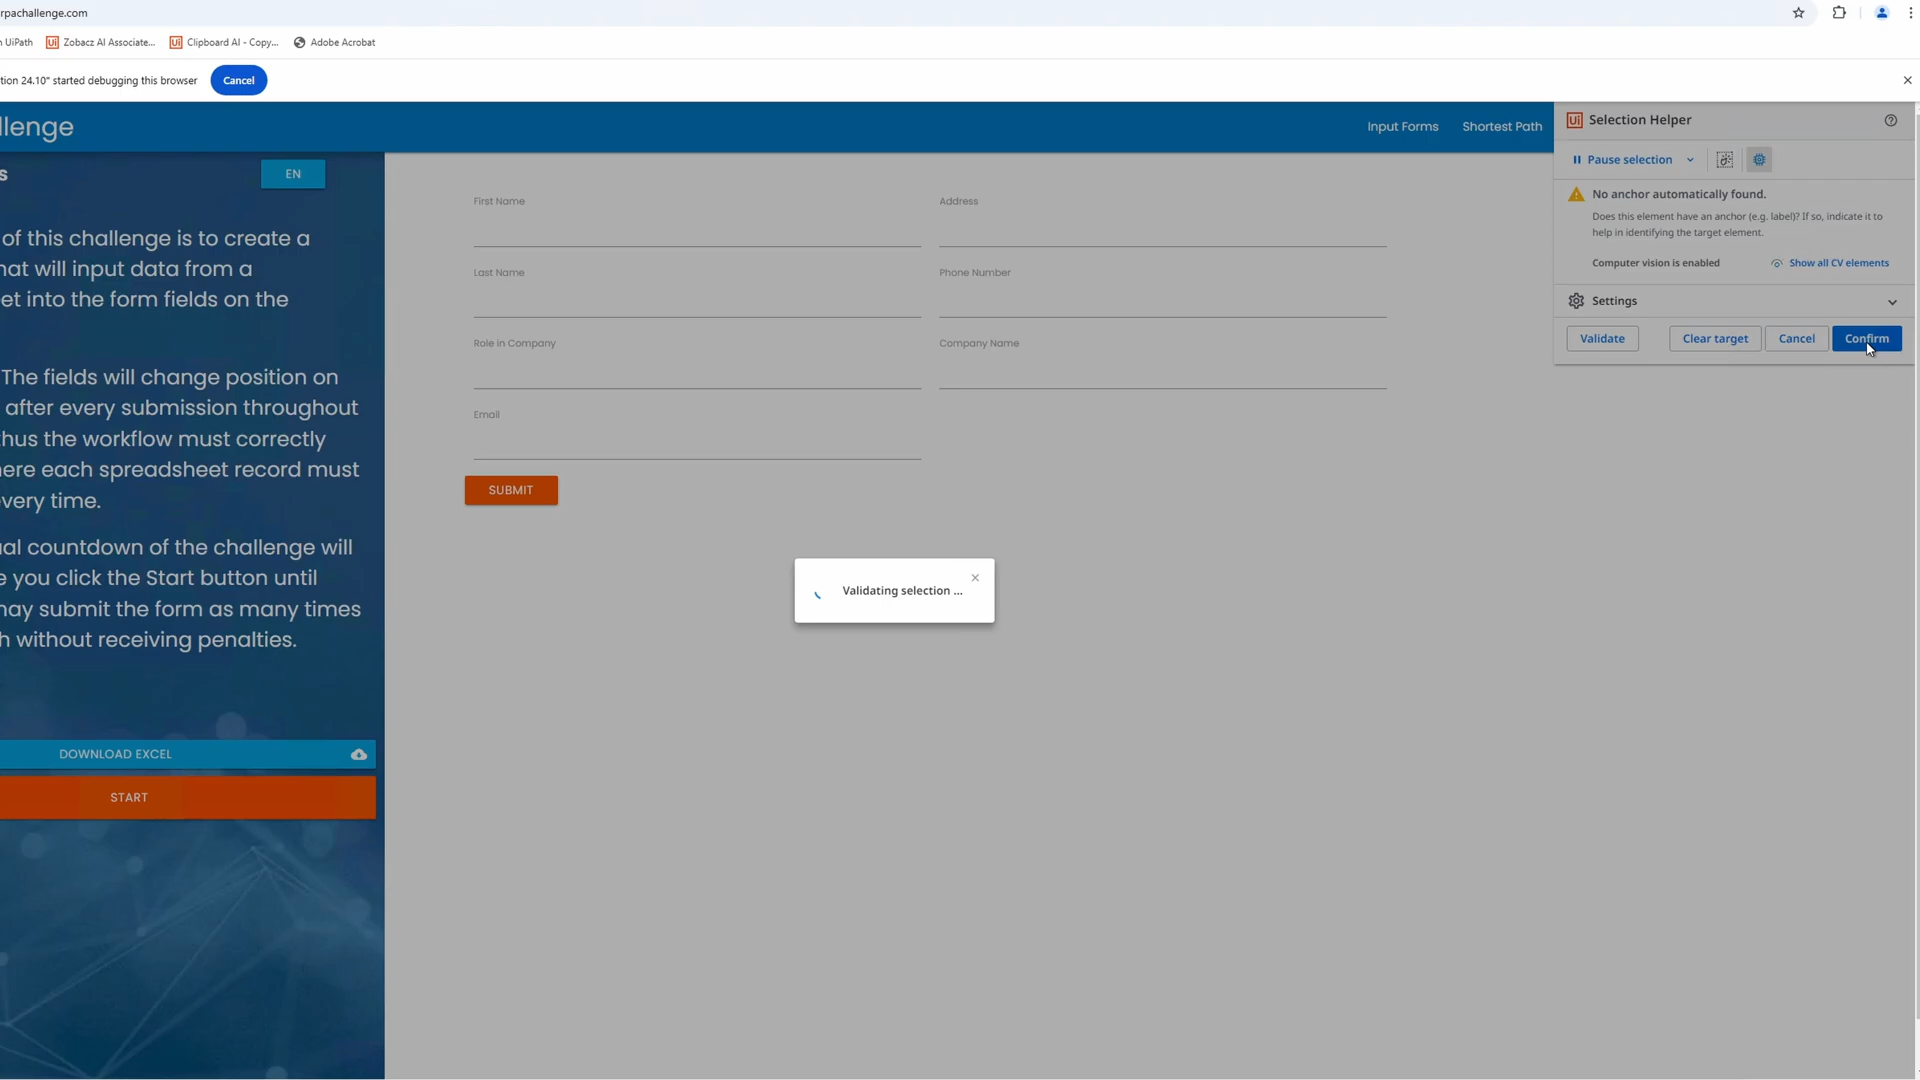 rpachallenge.com
n UiPath Zobacz AI Associate... Clipboard AI - Copy... Adobe Acrobat
tion 24.10" started debugging this browser Cancel
llenge
Input Forms Shortest Path
s
EN
of this challenge is to create a
hat will input data from a
et into the form fields on the
The fields will change position on
after every submission throughout
thus the workflow must correctly
here each spreadsheet record must
every time.
al countdown of the challenge will
e you click the Start button until
may submit the form as many times
h without receiving penalties.
DOWNLOAD EXCEL
START
First Name
Address
Last Name
Phone Number
Role in Company
Company Name
Email
SUBMIT
Validating selection ...
Ui Selection Helper
Pause selection
No anchor automatically found.
Does this element have an anchor (e.g. label)? If so, indicate it to
help in identifying the target element.
Computer vision is enabled Show all CV elements
Settings
Validate Clear target Cancel Confirm